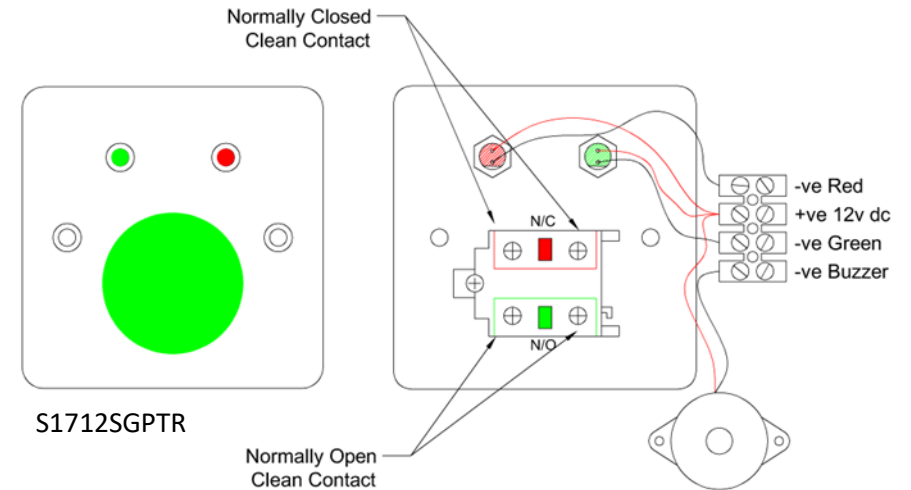 Normally Closed
Clean Contact
N/C
-ve Red
+ve 12v dc
-ve Green
-ve Buzzer
N/O
S1712SGPTR
Normally Open
Clean Contact